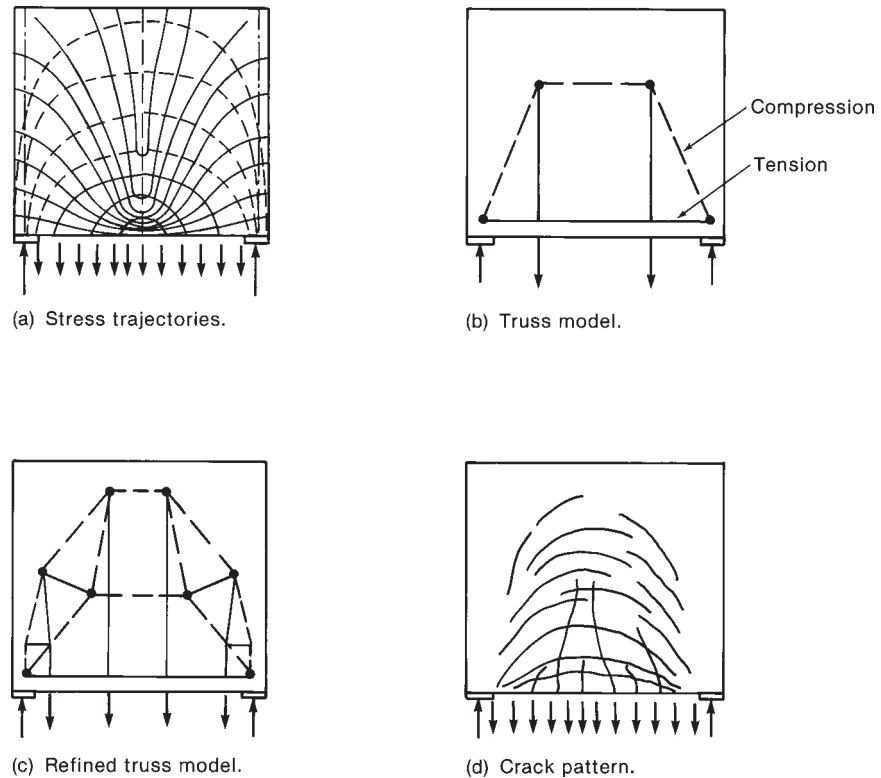 Compression
Tension
(a) Stress trajectories.
(b) Truss model.
(c) Refined truss model.
(d) Crack pattern.